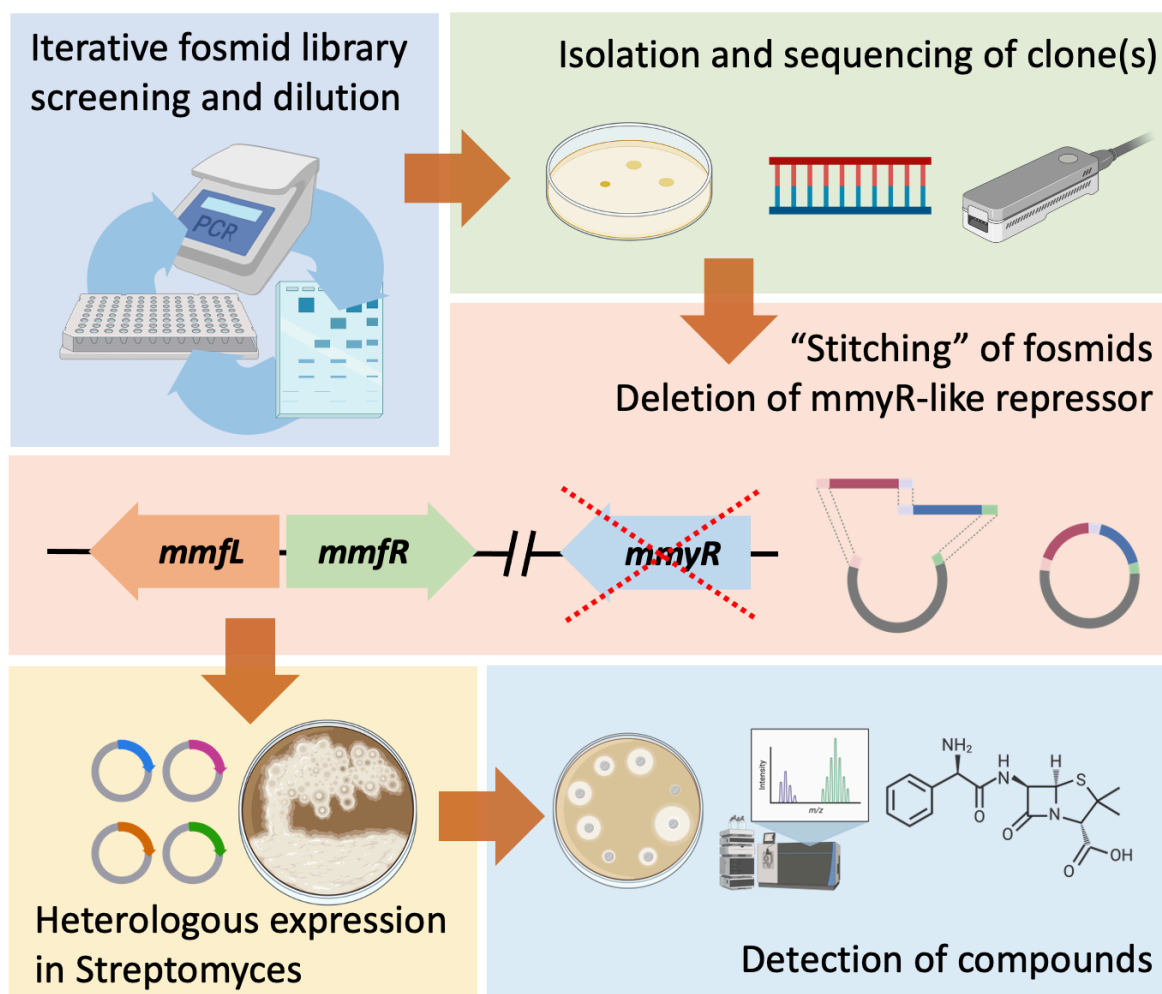 Iterative fosmid library
screening and dilution
PCR
Isolation and sequencing of clone(s)
“Stitching” of fosmids
Deletion of mmyR-like repressor
mmfL
mmfR
mmyR
Heterologous expression
in Streptomyces
Intensity
m/z
NH₂
H
N
O
H
S
N
O
O
OH
Detection of compounds